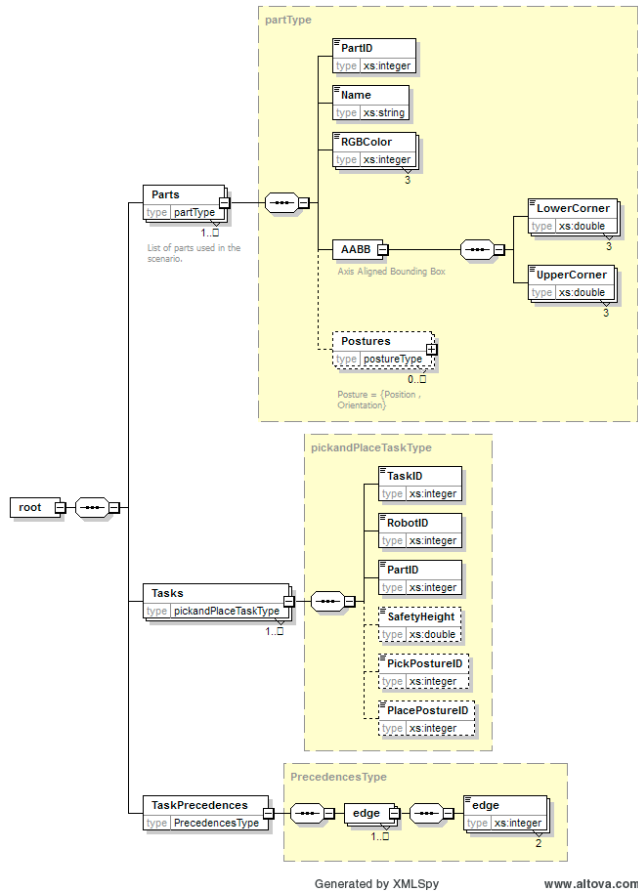 partType
PartID
type xs:integer
Name
type xs:string
RGBColor
type xs:integer
3
Parts
type partType
1..□
List of parts used in the
scenario.
AABB
Axis Aligned Bounding Box
LowerCorner
type xs:double
3
UpperCorner
type xs:double
3
Postures
type postureType
0..□
Posture = {Position ,
Orientation}
root
pickandPlaceTaskType
TaskID
type xs:integer
RobotID
type xs:integer
PartID
type xs:integer
Tasks
type pickandPlaceTaskType
1..□
SafetyHeight
type xs:double
PickPostureID
type xs:integer
PlacePostureID
type xs:integer
PrecedencesType
TaskPrecedences
type PrecedencesType
edge
1..□
edge
type xs:integer
2
Generated by XMLSpy
www.altova.com